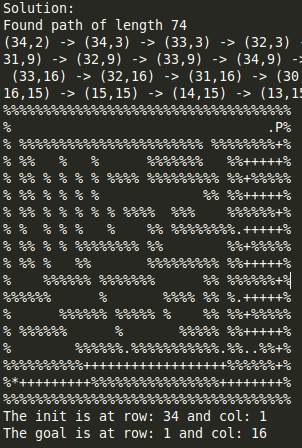 Solution:
Found path of length 74
(34,2) -> (34,3) -> (33,3) -> (32,3) -
31,9) -> (32,9) -> (33,9) -> (34,9) ->
 (33,16) -> (32,16) -> (31,16) -> (30
16,15) -> (15,15) -> (14,15) -> (13,15
%%%%%%%%%%%%%%%%%%%%%%%%%%%%%%%%%%%%
%                                .P%
% %%%%%%%%%%%%%%%%%%%%%%% %%%%%%%%+%
% %%   %   %      %%%%%%%   %%+++++%
% %% % % % % %%%% %%%%%%%%% %%+%%%%%
% %% % % % %             %% %%+++++%
% %% % % % % % %%%%  %%%    %%%%%%+%
% %  % % %   %    %% %%%%%%%%.+++++%
% %% % % %%%%%%%% %%        %%+%%%%%
% %% %   %%       %%%%%%%%% %%+++++%
%    %%%%%% %%%%%%%      %% %%%%%%+%
%%%%%%      %       %%%% %% %.+++++%
%      %%%%%% %%%%% %    %% %%+%%%%%
% %%%%%%      %       %%%%% %%+++++%
%        %%%%%%.%%%%%%%%%%%.%%..%%+%
%%%%%%%%%%++++++++++++++++++%%%%%%+%
%*+++++++++%%%%%%%%%%%%%%%%++++++++%
%%%%%%%%%%%%%%%%%%%%%%%%%%%%%%%%%%%%
The init is at row: 34 and col: 1
The goal is at row: 1 and col: 16